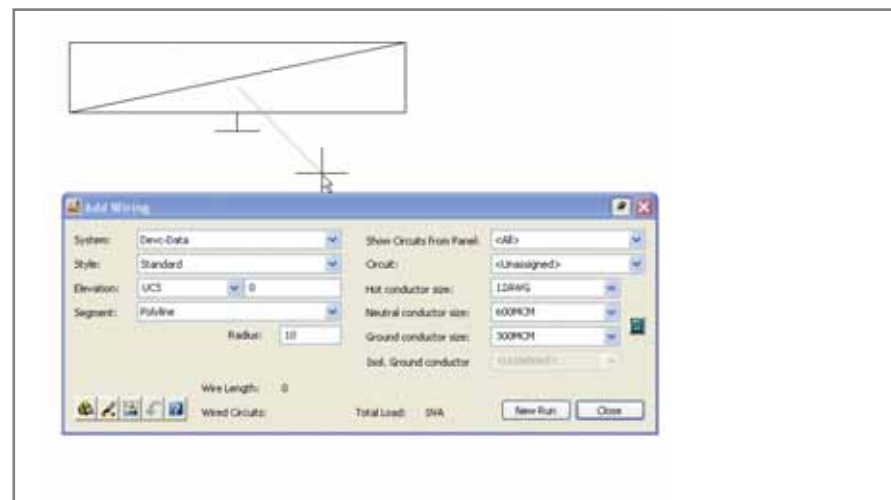 Add Wiring
System: Devc-Data
Style: Standard
Elevation: UCS 0
Segment: Polyline
Radius: 10
Show Circuits from Panel: <All>
Circuit: <Unassigned>
Hot conductor size: 12AWG
Neutral conductor size: 600MCM
Ground conductor size: 300MCM
Isol. Ground conductor <Undefined>
Wire Length: 0
Wired Circuits:
Total Load: 0VA
New Run Close